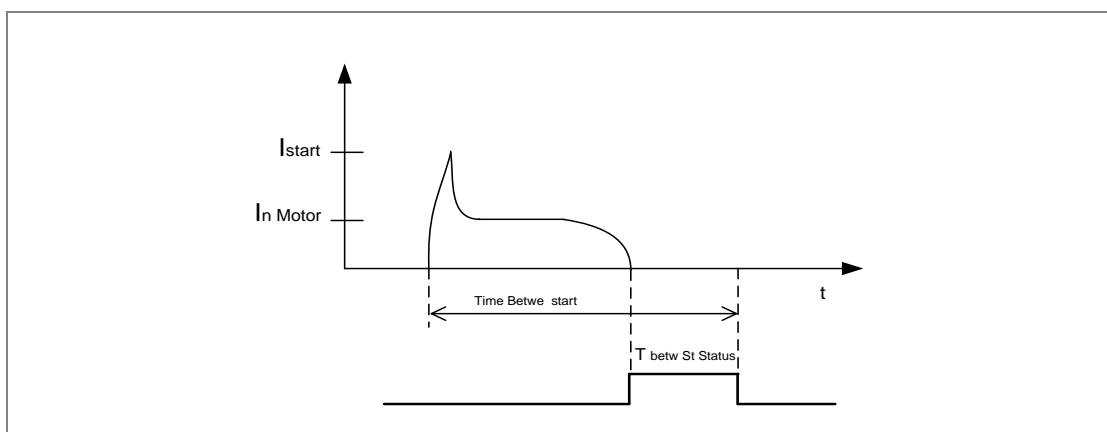 Istart
In Motor
t
Time Betwe start
T betw St Status